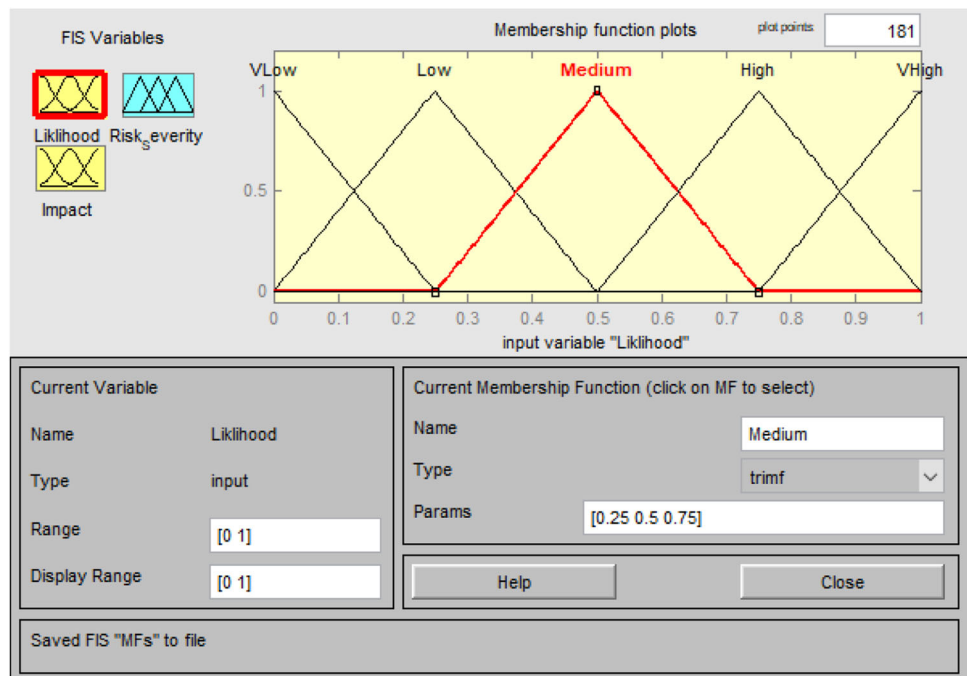 FIS Variables
Membership function plots
plot points:
181
VLow Low Medium High VHigh
1
0.5
0
0 0.1 0.2 0.3 0.4 0.5 0.6 0.7 0.8 0.9 1
input variable "Liklihood"
Liklihood Risk_Severity
Impact
Current Variable
Name Liklihood
Type input
Range [0 1]
Display Range [0 1]
Current Membership Function (click on MF to select)
Name Medium
Type trimf
Params [0.25 0.5 0.75]
Help Close
Saved FIS "MFs" to file